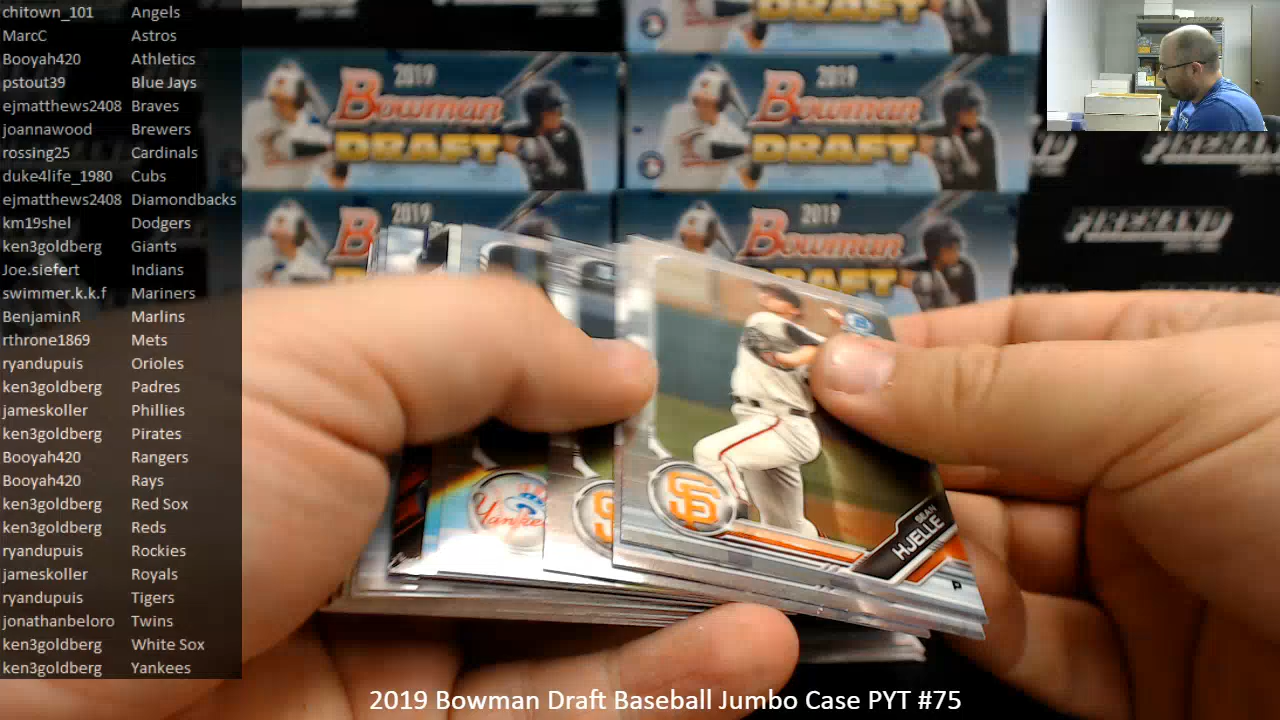 chitown_101 Angels
MarcC Astros
Booyah420 Athletics
pstout39 Blue Jays
ejmatthews2408 Braves
joannawood Brewers
rossing25 Cardinals
duke4life_1980 Cubs
ejmatthews2408 Diamondbacks
km19shel Dodgers
ken3goldberg Giants
Joe.siefert Indians
swimmer.k.k.f Mariners
BenjaminR Marlins
rthrone1869 Mets
ryandupuis Orioles
ken3goldberg Padres
jameskoller Phillies
ken3goldberg Pirates
Booyah420 Rangers
Booyah420 Rays
ken3goldberg Red Sox
ken3goldberg Reds
ryandupuis Rockies
jameskoller Royals
ryandupuis Tigers
jonathanbeloro Twins
ken3goldberg White Sox
ken3goldberg Yankees
2019
Bowman
DRAFT
2019
Bowman
DRAFT
2019
B
2019
Bowman
DRAFT
FIREHAND
Yankees
SF
SEAN
HJELLE
P
2019 Bowman Draft Baseball Jumbo Case PYT #75